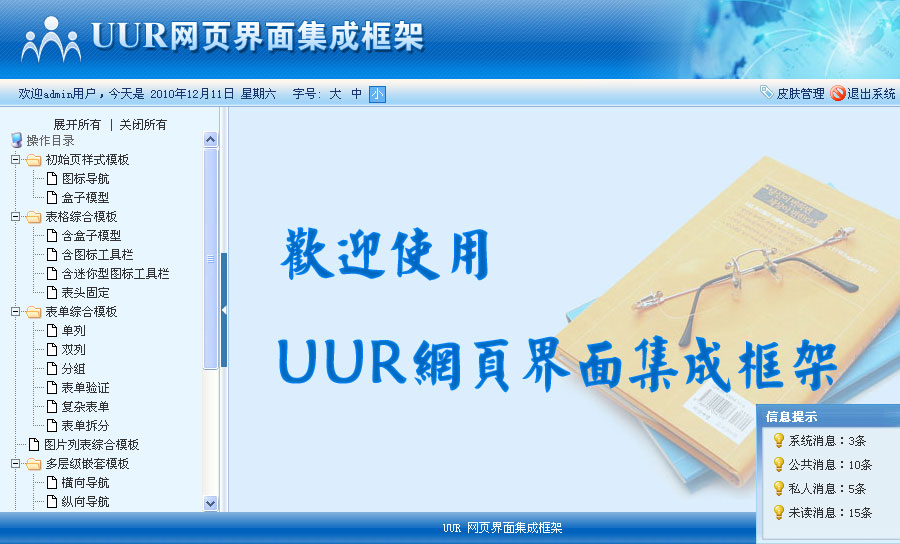 UUR网页界面集成框架
欢迎admin用户，今天是 2010年12月11日 星期六 字号: 大 中 小 皮肤管理 退出系统
展开所有 | 关闭所有
操作目录
初始页样式模板
图标导航
盒子模型
表格综合模板
含盒子模型
含图标工具栏
含迷你型图标工具栏
表头固定
表单综合模板
单列
双列
分组
表单验证
复杂表单
表单拆分
图片列表综合模板
多层级嵌套模板
横向导航
纵向导航
歡迎使用
UUR網頁界面集成框架
信息提示
系统消息：3条
公共消息：10条
私人消息：5条
未读消息：15条
UUR 网页界面集成框架